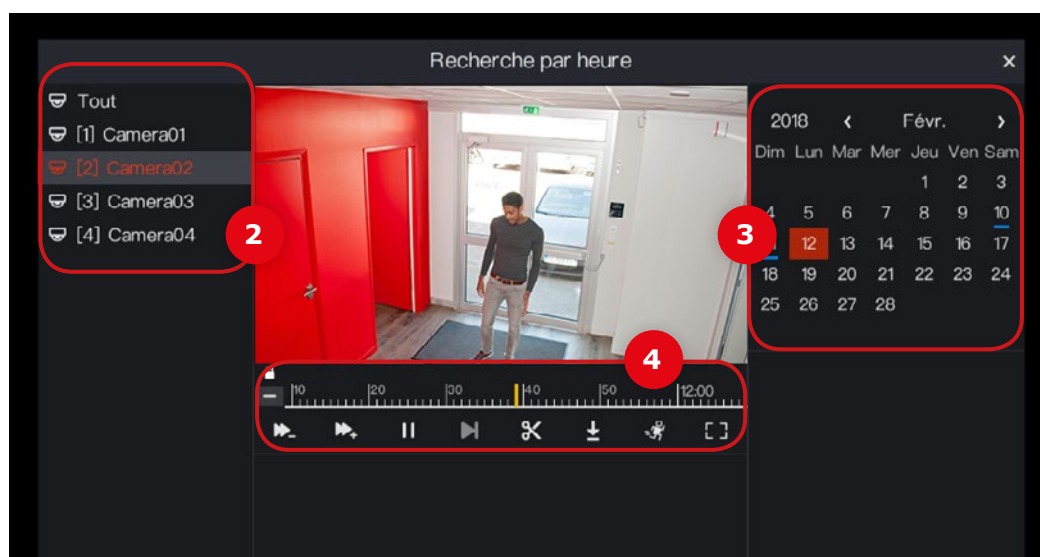 Recherche par heure
×
Tout
[1] Camera01
[2] Camera02
[3] Camera03
[4] Camera04
2
2018 ‹ Févr. ›
Dim Lun Mar Mer Jeu Ven Sam
1 2 3
4 5 6 7 8 9 10
12 13 14 15 16 17
18 19 20 21 22 23 24
25 26 27 28
3
4
10 20 30 40 50 12:00